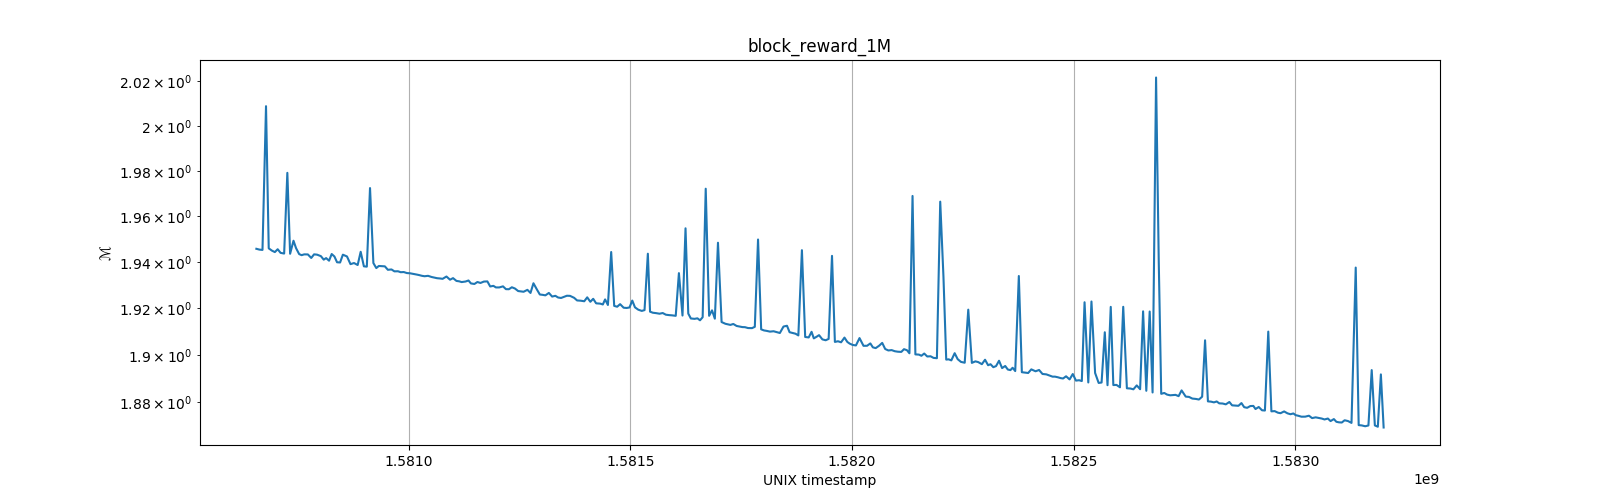 block_reward_1M
2.02 × 10⁰
2 × 10⁰
1.98 × 10⁰
1.96 × 10⁰
1.94 × 10⁰
1.92 × 10⁰
1.9 × 10⁰
1.88 × 10⁰
ℳ
1.5810 1.5815 1.5820 1.5825 1.5830
UNIX timestamp
1e9